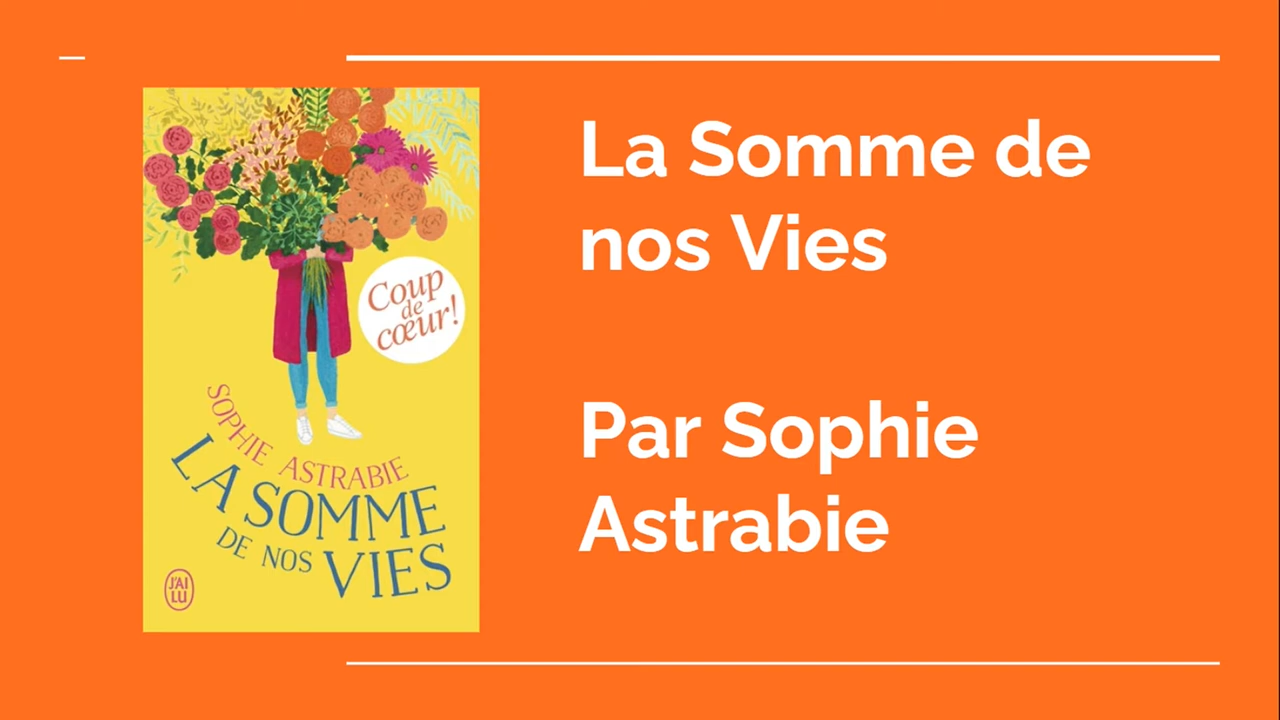 Coup
de
cœur!
SOPHIE ASTRABIE
LA SOMME
DE NOS VIES
J'AI
LU
La Somme de
nos Vies
Par Sophie
Astrabie